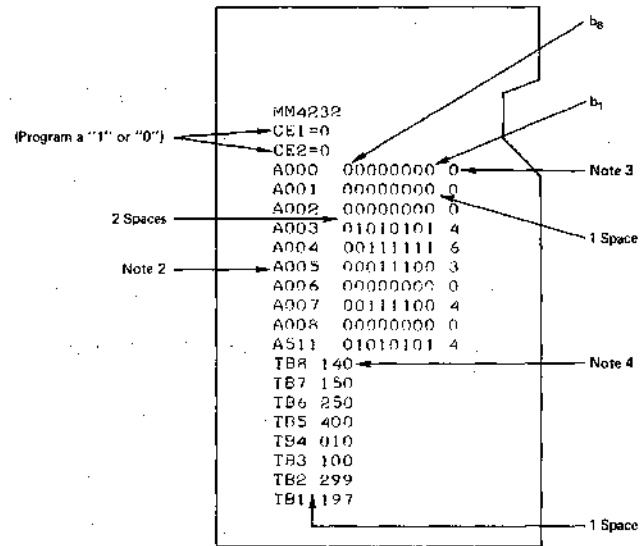 b8
MM4232
b1
(Program a "1" or "0")
CE1=0
CE2=0
A000 00000000 0
Note 3
A001 00000000 0
A002 00000000 0
2 Spaces
A003 01010101 4
1 Space
A004 00111111 6
Note 2
A005 00011100 3
A006 00000000 0
A007 00111100 4
A008 00000000 0
A511 01010101 4
TB8 140
Note 4
TB7 150
TB6 250
TB5 400
TB4 010
TB3 100
TB2 299
TB1 197
1 Space